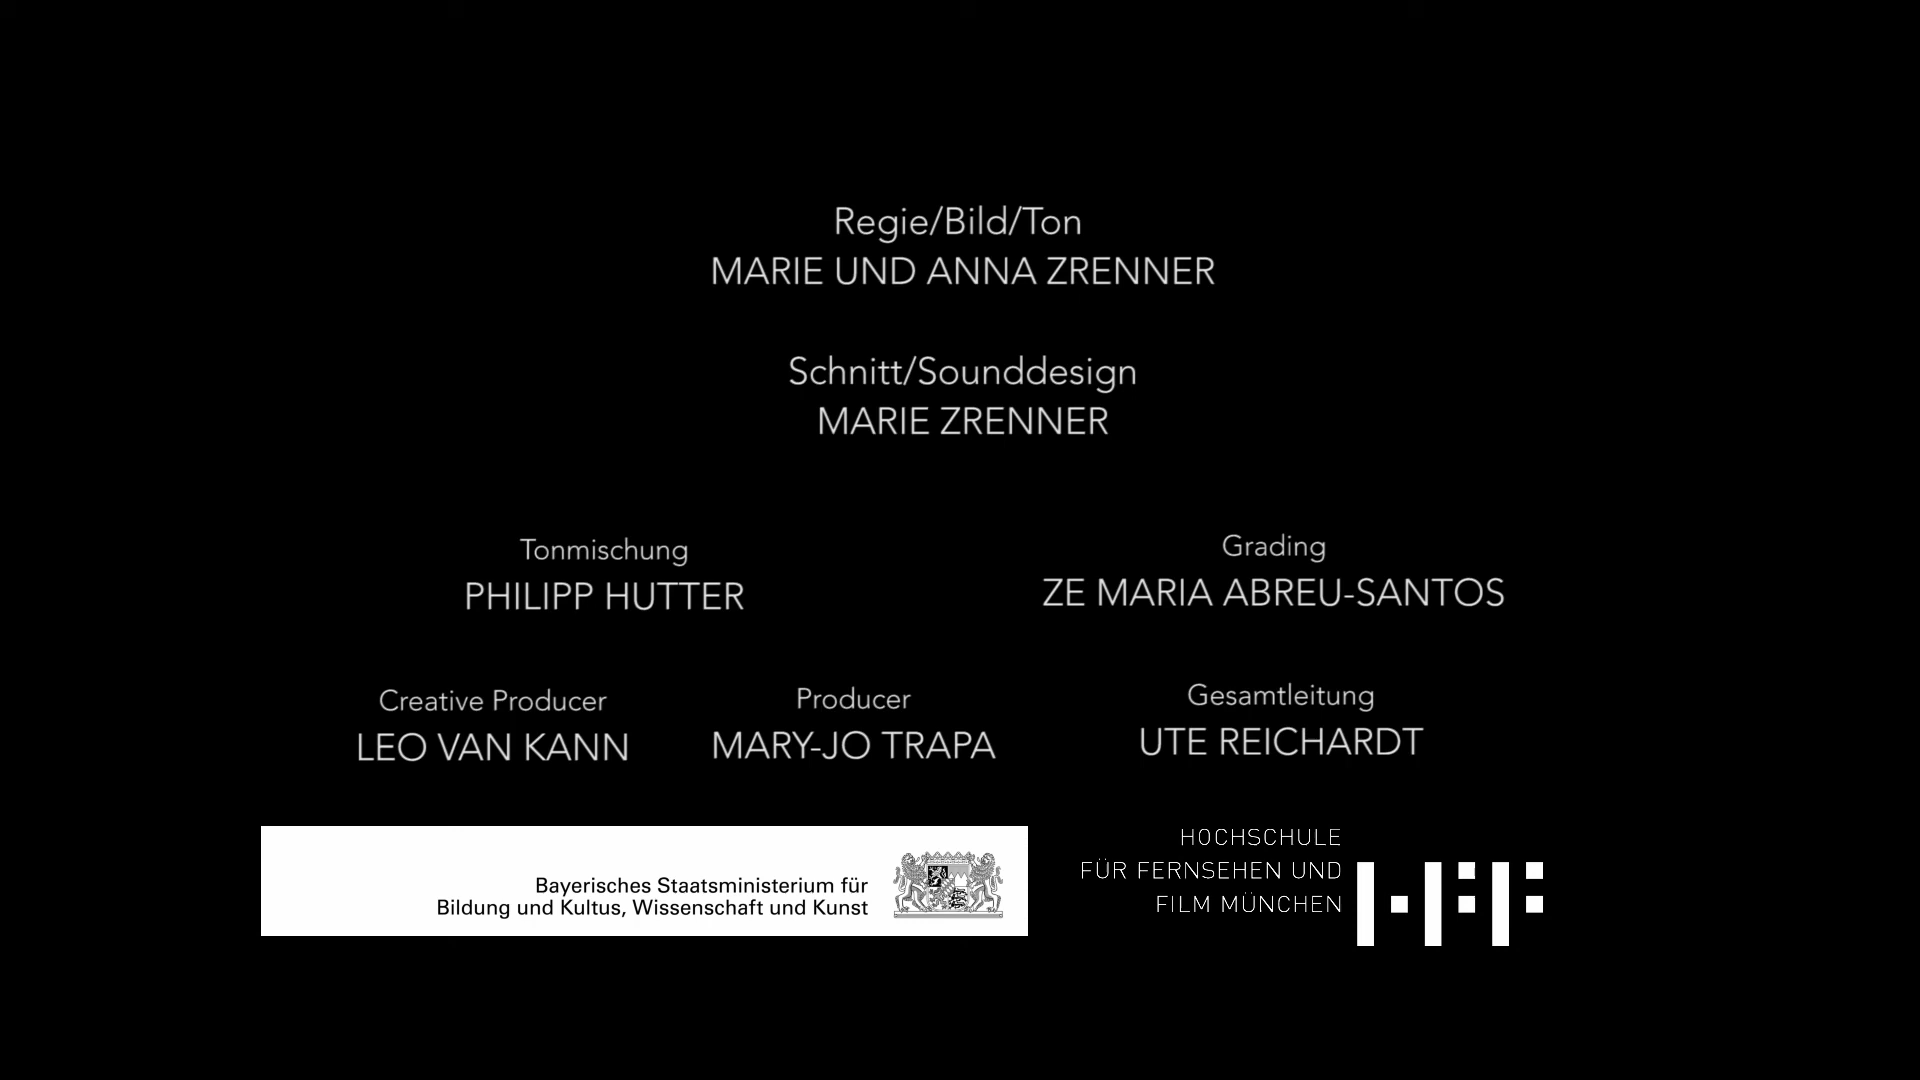 Regie/Bild/Ton
MARIE UND ANNA ZRENNER
Schnitt/Sounddesign
MARIE ZRENNER
Tonmischung
PHILIPP HUTTER
Grading
ZE MARIA ABREU-SANTOS
Creative Producer
LEO VAN KANN
Producer
MARY-JO TRAPA
Gesamtleitung
UTE REICHARDT
Bayerisches Staatsministerium für
Bildung und Kultus, Wissenschaft und Kunst
HOCHSCHULE
FÜR FERNSEHEN UND
FILM MÜNCHEN
HFF